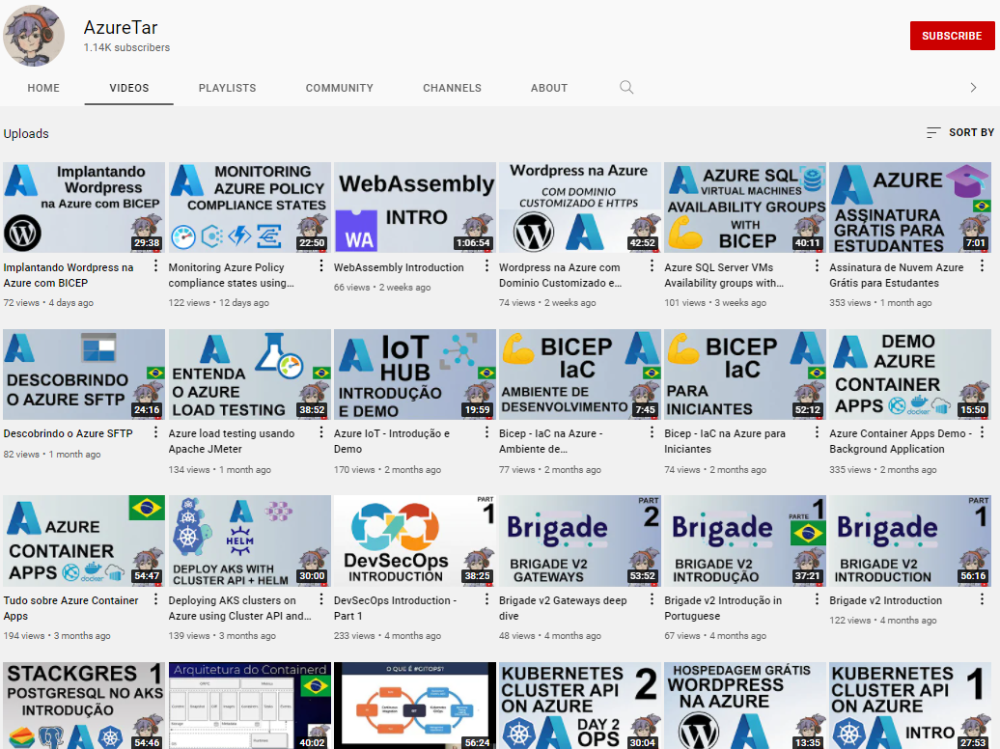 AzureTar
1.14K subscribers
SUBSCRIBE
HOME
VIDEOS
PLAYLISTS
COMMUNITY
CHANNELS
ABOUT
Uploads
SORT BY
Implantando
Wordpress
na Azure com BICEP
29:38
Implantando Wordpress na
Azure com BICEP
72 views • 4 days ago
MONITORING
AZURE POLICY
COMPLIANCE STATES
22:50
Monitoring Azure Policy
compliance states using...
122 views • 12 days ago
WebAssembly
INTRO
WA
1:06:54
WebAssembly Introduction
66 views • 2 weeks ago
Wordpress na Azure
COM DOMINIO
CUSTOMIZADO E HTTPS
42:52
Wordpress na Azure com
Dominio Customizado e...
74 views • 2 weeks ago
AZURE SQL
VIRTUAL MACHINES
AVAILABILITY GROUPS
WITH
BICEP
40:11
Azure SQL Server VMs
Availability groups with...
101 views • 3 weeks ago
AZURE
ASSINATURA
GRÁTIS PARA
ESTUDANTES
7:01
Assinatura de Nuvem Azure
Grátis para Estudantes
353 views • 1 month ago
DESCOBRINDO
O AZURE SFTP
24:16
Descobrindo o Azure SFTP
82 views • 1 month ago
ENTENDA
O AZURE
LOAD TESTING
38:52
Azure load testing usando
Apache JMeter
134 views • 1 month ago
IoT
HUB
INTRODUÇÃO
E DEMO
19:59
Azure IoT - Introdução e
Demo
170 views • 2 months ago
BICEP
IaC
AMBIENTE DE
DESENVOLVIMENTO
7:45
Bicep - IaC na Azure -
Ambiente de...
77 views • 2 months ago
BICEP
IaC
PARA
INICIANTES
52:12
Bicep - IaC na Azure para
Iniciantes
74 views • 2 months ago
DEMO
AZURE
CONTAINER
APPS
docker
15:50
Azure Container Apps Demo -
Background Application
335 views • 2 months ago
AZURE
CONTAINER
APPS
docker
54:47
Tudo sobre Azure Container
Apps
194 views • 3 months ago
HELM
DEPLOY AKS WITH
CLUSTER API + HELM
30:00
Deploying AKS clusters on
Azure using Cluster API and...
139 views • 3 months ago
PART
1
DevSecOps
INTRODUCTION
38:25
DevSecOps Introduction -
Part 1
233 views • 4 months ago
PART
2
Brigade
BRIGADE V2
GATEWAYS
53:52
Brigade v2 Gateways deep
dive
48 views • 4 months ago
PARTE 1
Brigade
BRIGADE V2
INTRODUÇÃO
37:21
Brigade v2 Introdução in
Portuguese
67 views • 4 months ago
PART
1
Brigade
BRIGADE V2
INTRODUCTION
56:16
Brigade v2 Introduction
122 views • 4 months ago
STACKGRES 1
POSTGRESQL NO AKS
INTRODUÇÃO
54:46
Arquitetura do Containerd
40:02
O QUE É #GITOPS?
56:24
KUBERNETES
CLUSTER API
ON AZURE
2
DAY 2
OPS
30:04
HOSPEDAGEM GRÁTIS
WORDPRESS
NA AZURE
13:35
KUBERNETES
CLUSTER API
ON AZURE
1
INTRO
27:53